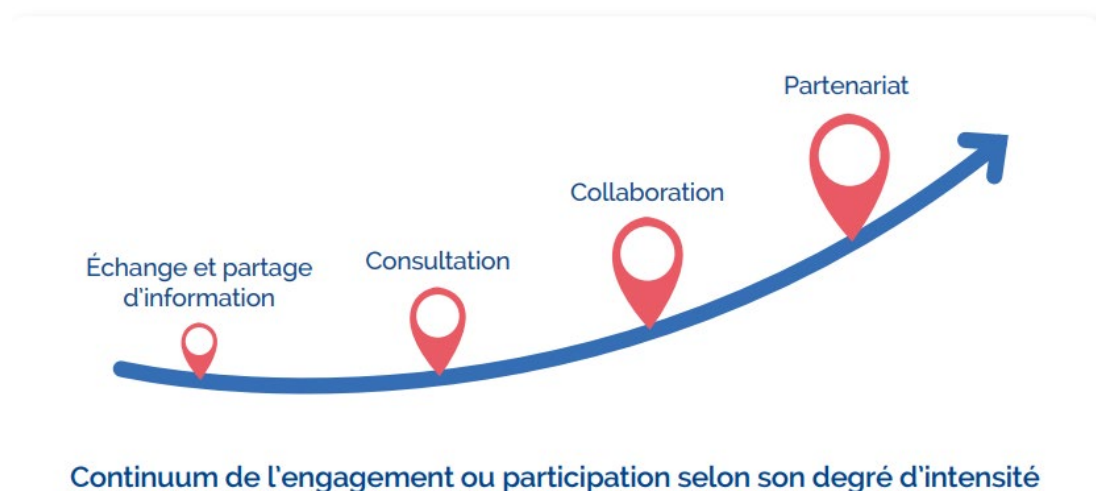 Partenariat
Collaboration
Consultation
Échange et partage
d'information
Continuum de l'engagement ou participation selon son degré d'intensité